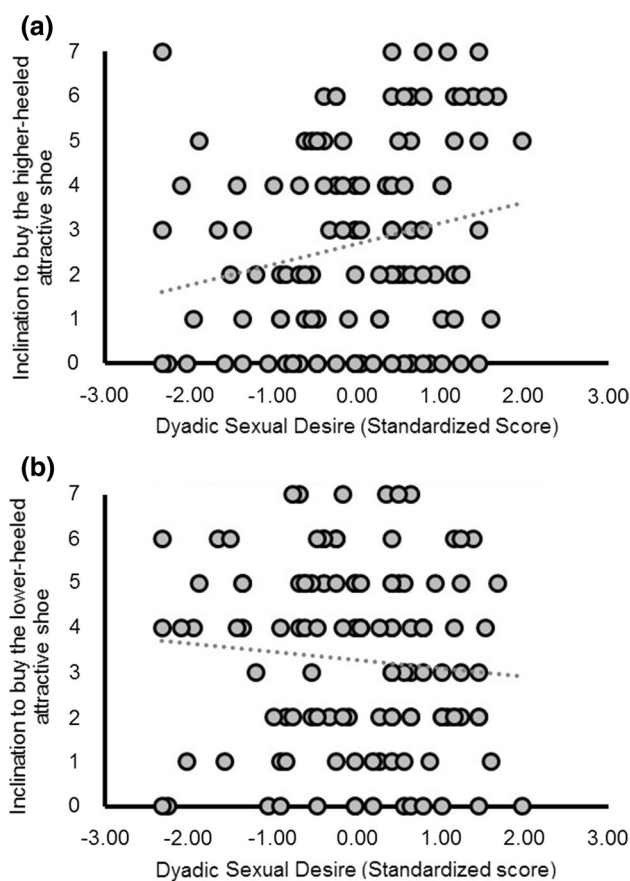 (a)
Inclination to buy the higher-heeled
attractive shoe
7
6
5
4
3
2
1
0
-3.00 -2.00 -1.00 0.00 1.00 2.00 3.00
Dyadic Sexual Desire (Standardized Score)
(b)
Inclination to buy the lower-heeled
attractive shoe
7
6
5
4
3
2
1
0
-3.00 -2.00 -1.00 0.00 1.00 2.00 3.00
Dyadic Sexual Desire (Standardized score)